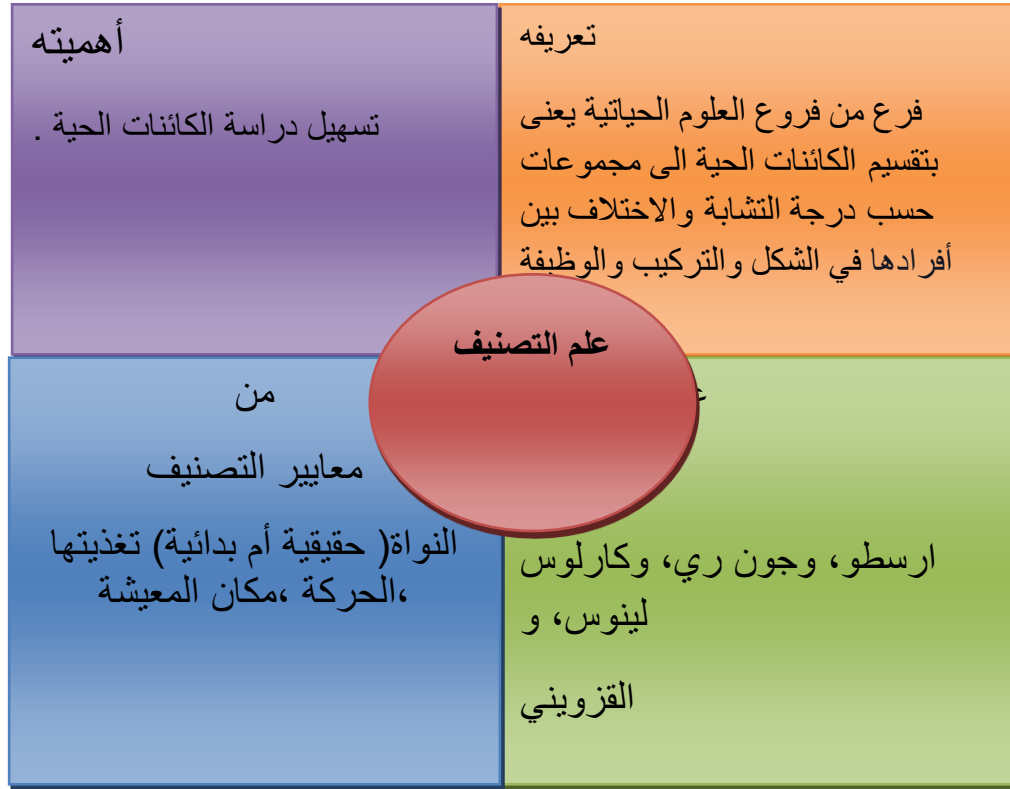 تعريفه
فرع من فروع العلوم الحياتية يعنى
بتقسيم الكائنات الحية الى مجموعات
حسب درجة التشابة والاختلاف بين
أفرادها في الشكل والتركيب والوظيفة
أهميته
تسهيل دراسة الكائنات الحية .
علم التصنيف
ارسطو، وجون ري، وكارلوس
لينوس، و
القزويني
من
معايير التصنيف
النواة( حقيقية أم بدائية) تغذيتها
،الحركة ،مكان المعيشة